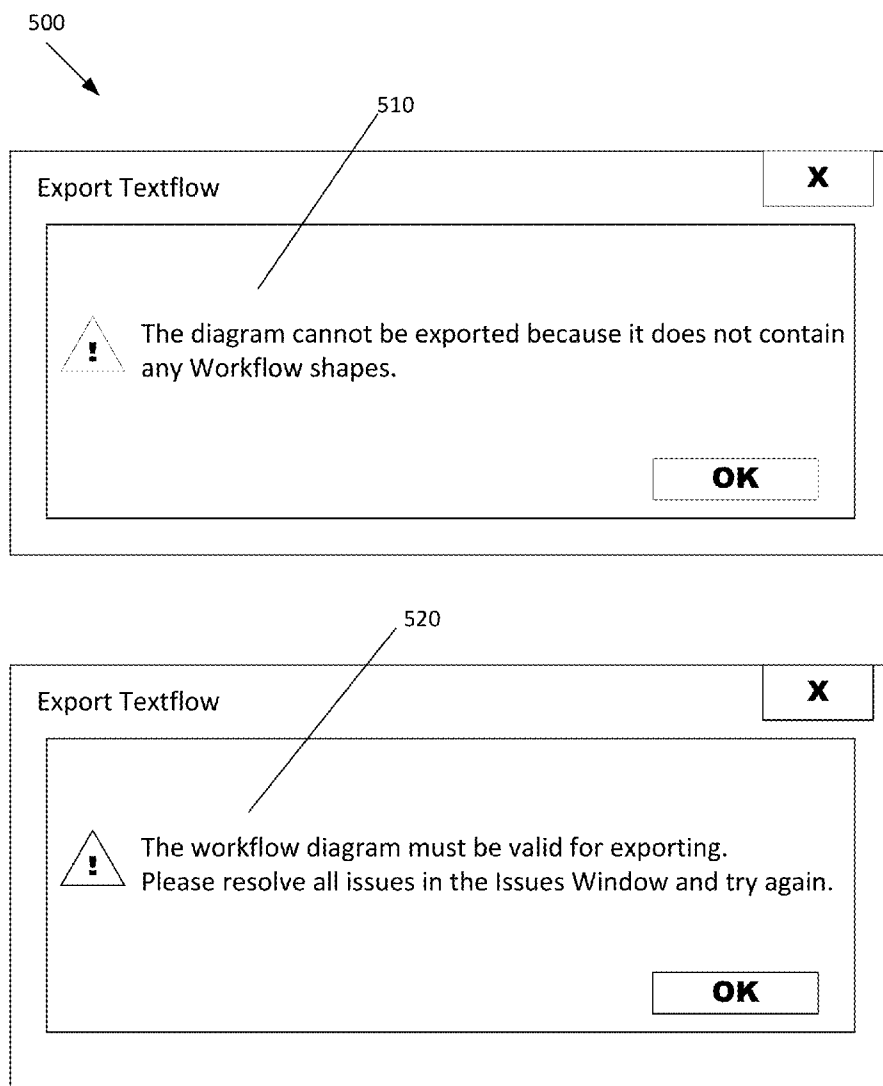 500
510
Export Textflow
X
!
The diagram cannot be exported because it does not contain
any Workflow shapes.
OK
520
Export Textflow
X
!
The workflow diagram must be valid for exporting.
Please resolve all issues in the Issues Window and try again.
OK